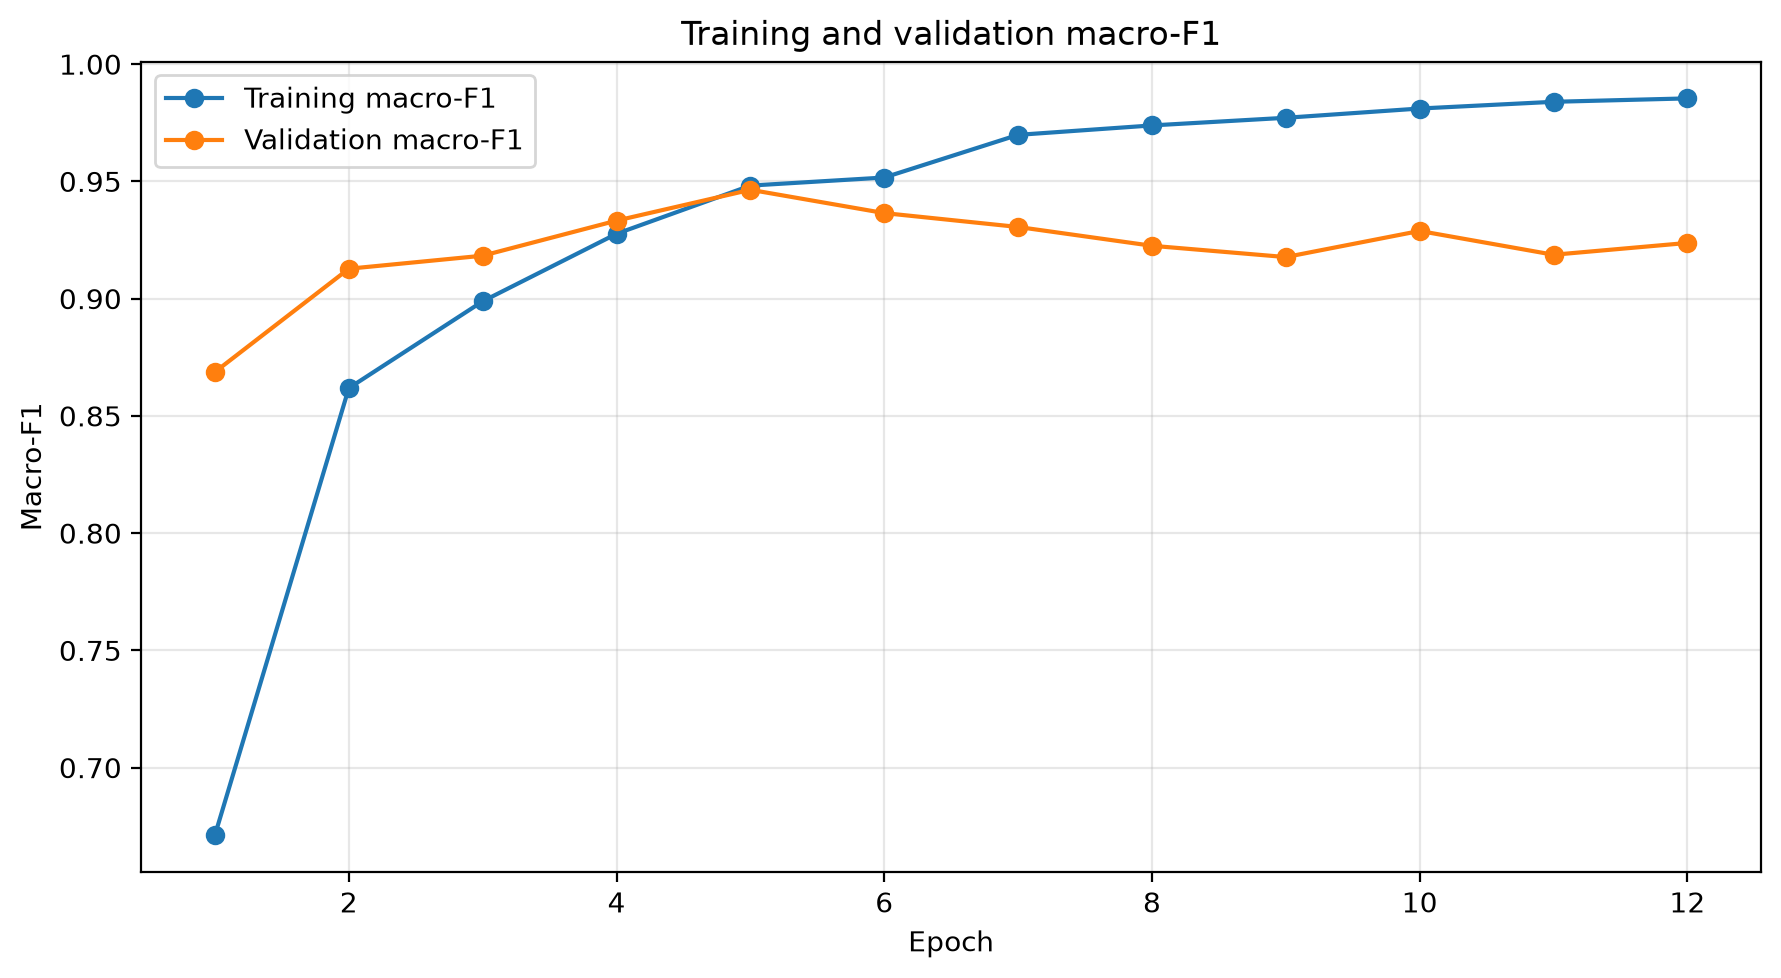 Training and validation macro-F1
Training macro-F1
Validation macro-F1
Macro-F1
1.00
0.95
0.90
0.85
0.80
0.75
0.70
2 4 6 8 10 12
Epoch